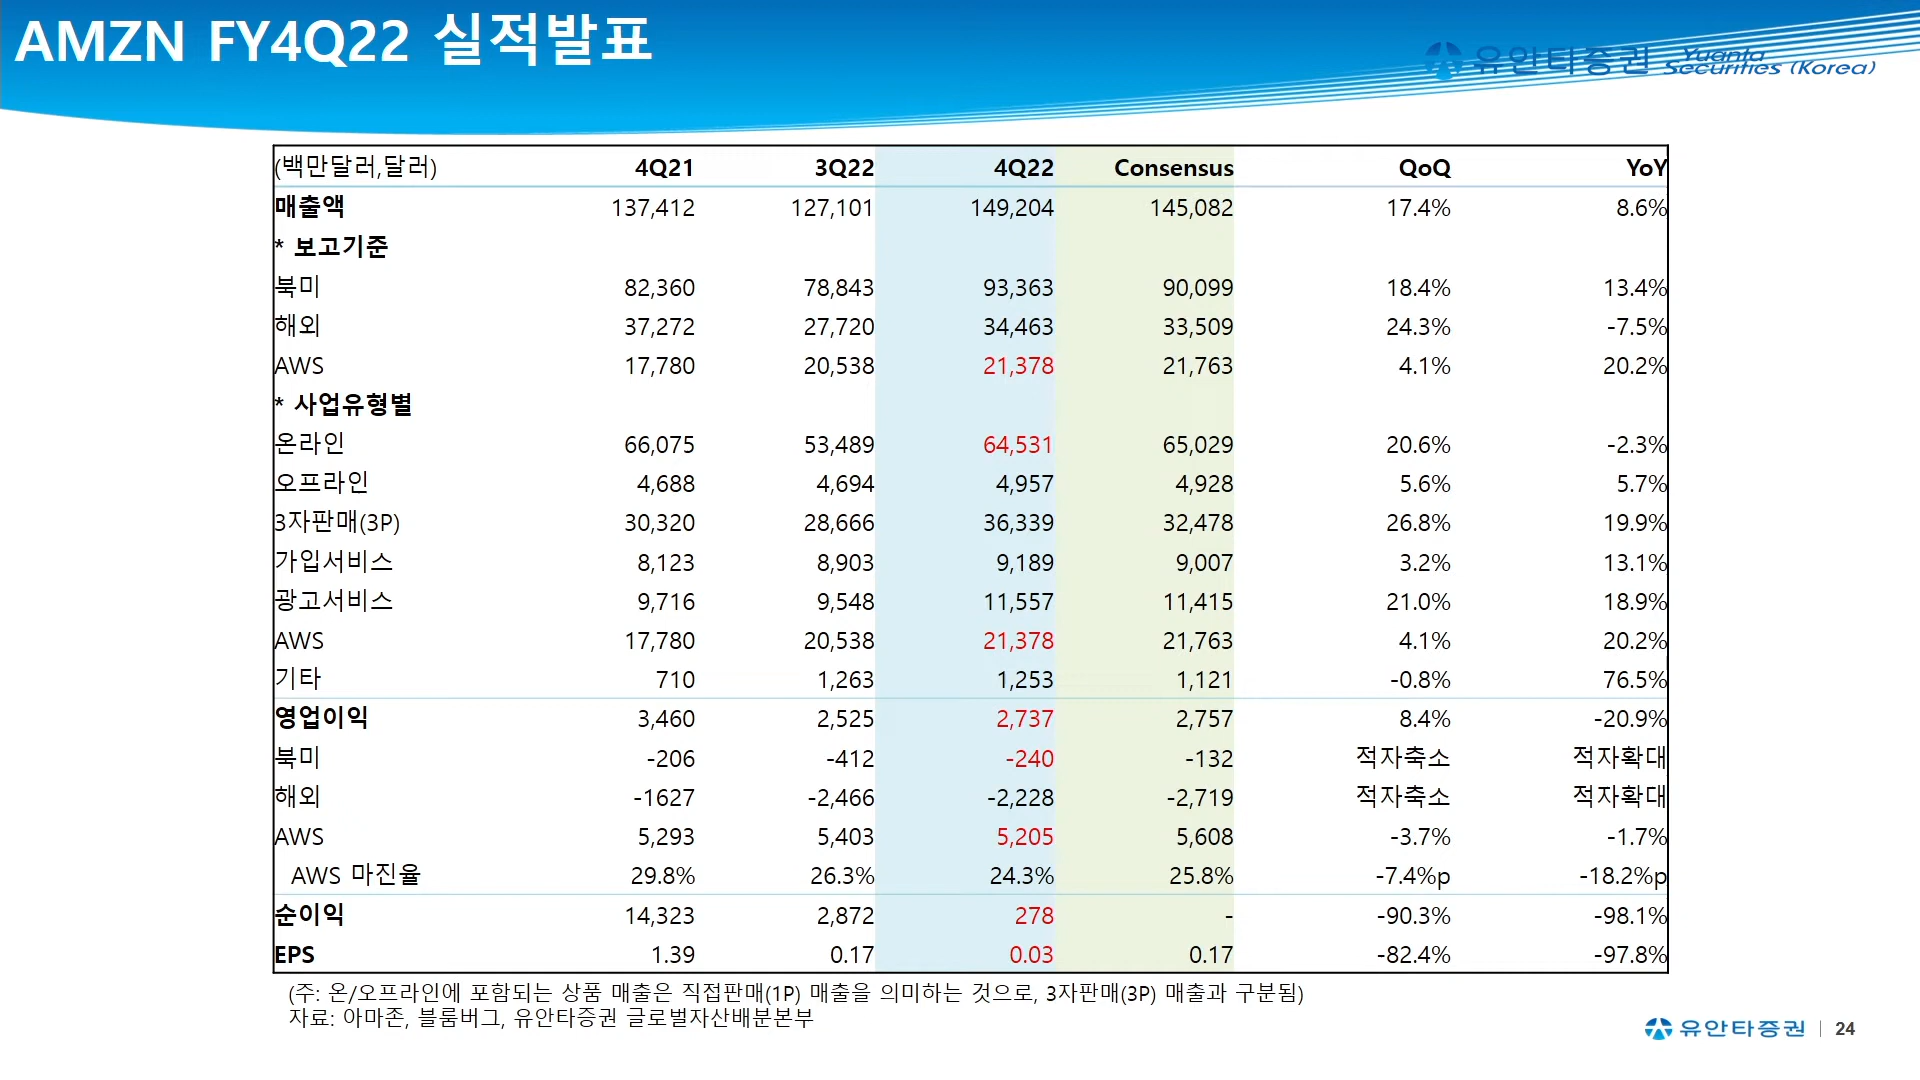 AMZN FY4Q22 실적발표
유안타증권 Yuanta Securities (Korea)
(백만달러,달러) 4Q21 3Q22 4Q22 Consensus QoQ YoY
매출액 137,412 127,101 149,204 145,082 17.4% 8.6%
* 보고기준
북미 82,360 78,843 93,363 90,099 18.4% 13.4%
해외 37,272 27,720 34,463 33,509 24.3% -7.5%
AWS 17,780 20,538 21,378 21,763 4.1% 20.2%
* 사업유형별
온라인 66,075 53,489 64,531 65,029 20.6% -2.3%
오프라인 4,688 4,694 4,957 4,928 5.6% 5.7%
3자판매(3P) 30,320 28,666 36,339 32,478 26.8% 19.9%
가입서비스 8,123 8,903 9,189 9,007 3.2% 13.1%
광고서비스 9,716 9,548 11,557 11,415 21.0% 18.9%
AWS 17,780 20,538 21,378 21,763 4.1% 20.2%
기타 710 1,263 1,253 1,121 -0.8% 76.5%
영업이익 3,460 2,525 2,737 2,757 8.4% -20.9%
북미 -206 -412 -240 -132 적자축소 적자확대
해외 -1627 -2,466 -2,228 -2,719 적자축소 적자확대
AWS 5,293 5,403 5,205 5,608 -3.7% -1.7%
AWS 마진율 29.8% 26.3% 24.3% 25.8% -7.4%p -18.2%p
순이익 14,323 2,872 278 - -90.3% -98.1%
EPS 1.39 0.17 0.03 0.17 -82.4% -97.8%
(주: 온/오프라인에 포함되는 상품 매출은 직접판매(1P) 매출을 의미하는 것으로, 3자판매(3P) 매출과 구분됨)
자료: 아마존, 블룸버그, 유안타증권 글로벌자산배분본부
유안타증권 | 24